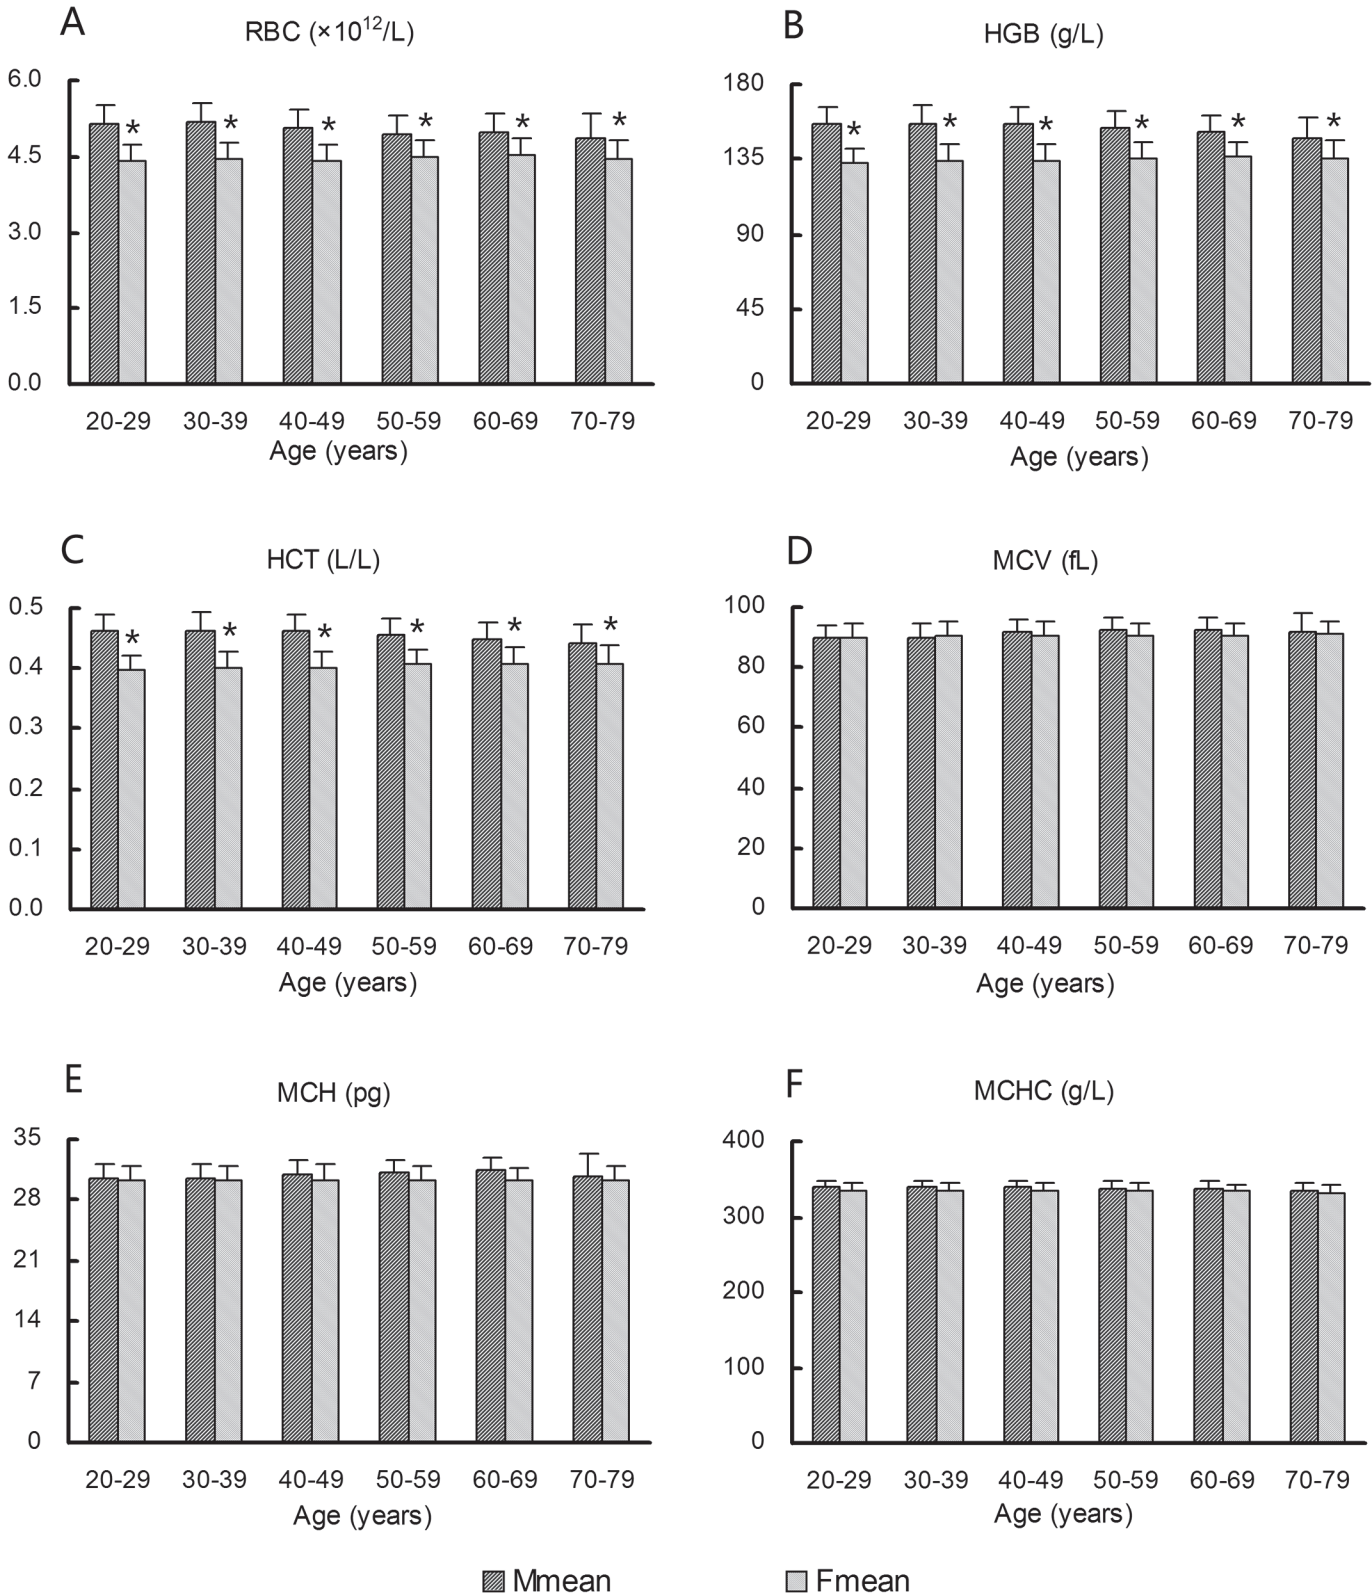 A
RBC (×10¹²/L)
6.0
4.5
3.0
1.5
0.0
* * * * * *
20-29 30-39 40-49 50-59 60-69 70-79
Age (years)
B
HGB (g/L)
180
135
90
45
0
* * * * * *
20-29 30-39 40-49 50-59 60-69 70-79
Age (years)
C
HCT (L/L)
0.5
0.4
0.3
0.2
0.1
0.0
* * * * * *
20-29 30-39 40-49 50-59 60-69 70-79
Age (years)
D
MCV (fL)
100
80
60
40
20
0
20-29 30-39 40-49 50-59 60-69 70-79
Age (years)
E
MCH (pg)
35
28
21
14
7
0
20-29 30-39 40-49 50-59 60-69 70-79
Age (years)
F
MCHC (g/L)
400
300
200
100
0
20-29 30-39 40-49 50-59 60-69 70-79
Age (years)
Mmean Fmean